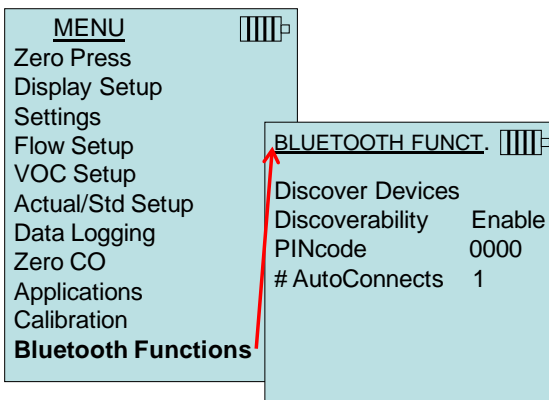 MENU
Zero Press
Display Setup
Settings
Flow Setup
VOC Setup
Actual/Std Setup
Data Logging
Zero CO
Applications
Calibration
Bluetooth Functions
BLUETOOTH FUNCT.
Discover Devices
Discoverability Enable
PINcode 0000
# AutoConnects 1